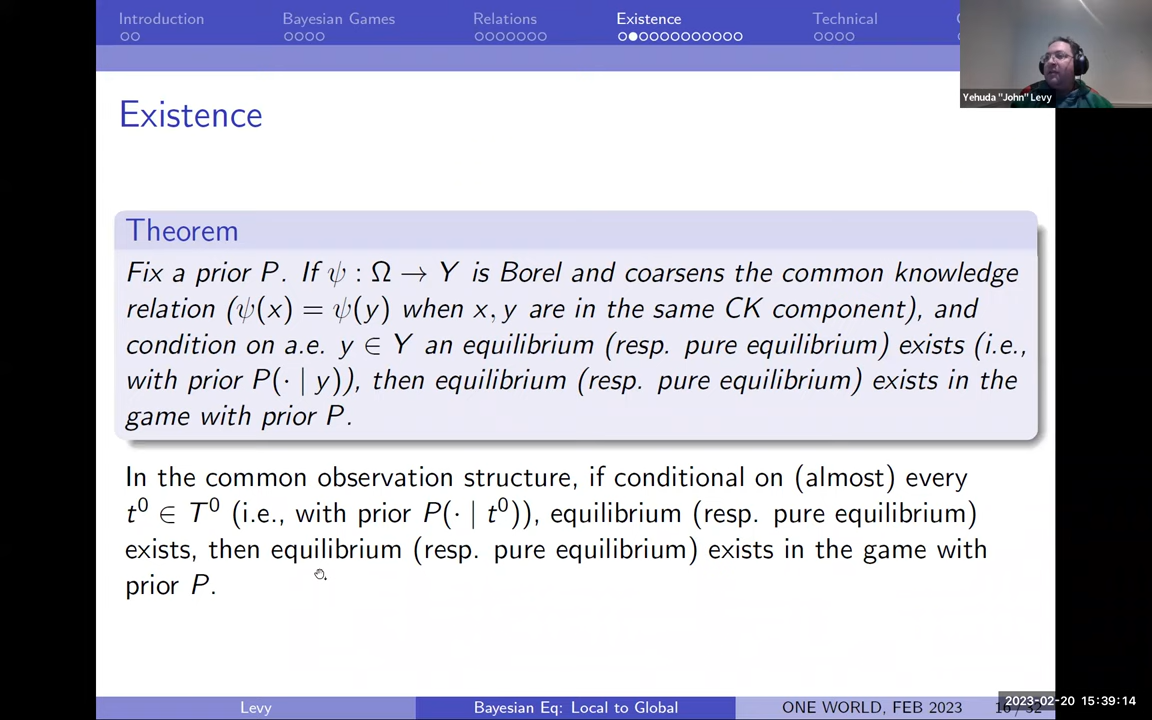 Introduction Bayesian Games Relations Existence Technical
Yehuda "John" Levy
Existence
Theorem
Fix a prior P. If ψ : Ω → Y is Borel and coarsens the common knowledge
relation (ψ(x) = ψ(y) when x, y are in the same CK component), and
condition on a.e. y ∈ Y an equilibrium (resp. pure equilibrium) exists (i.e.,
with prior P(· | y)), then equilibrium (resp. pure equilibrium) exists in the
game with prior P.
In the common observation structure, if conditional on (almost) every
t⁰ ∈ T⁰ (i.e., with prior P(· | t⁰)), equilibrium (resp. pure equilibrium)
exists, then equilibrium (resp. pure equilibrium) exists in the game with
prior P.
Levy Bayesian Eq: Local to Global ONE WORLD, FEB 2023
2023-02-20 15:39:14